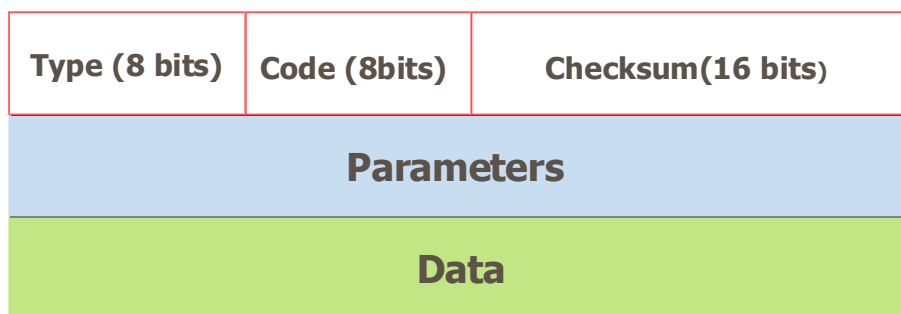 Type (8 bits) Code (8bits) Checksum(16 bits)
Parameters
Data